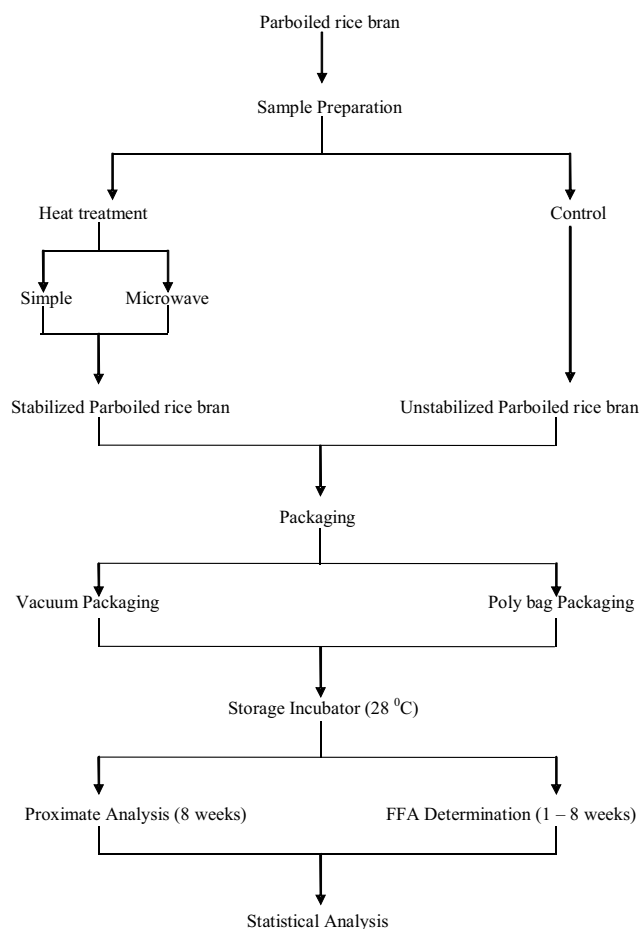 Parboiled rice bran
Sample Preparation
Heat treatment
Control
Simple
Microwave
Stabilized Parboiled rice bran
Unstabilized Parboiled rice bran
Packaging
Vacuum Packaging
Poly bag Packaging
Storage Incubator (28 ⁰C)
Proximate Analysis (8 weeks)
FFA Determination (1 – 8 weeks)
Statistical Analysis